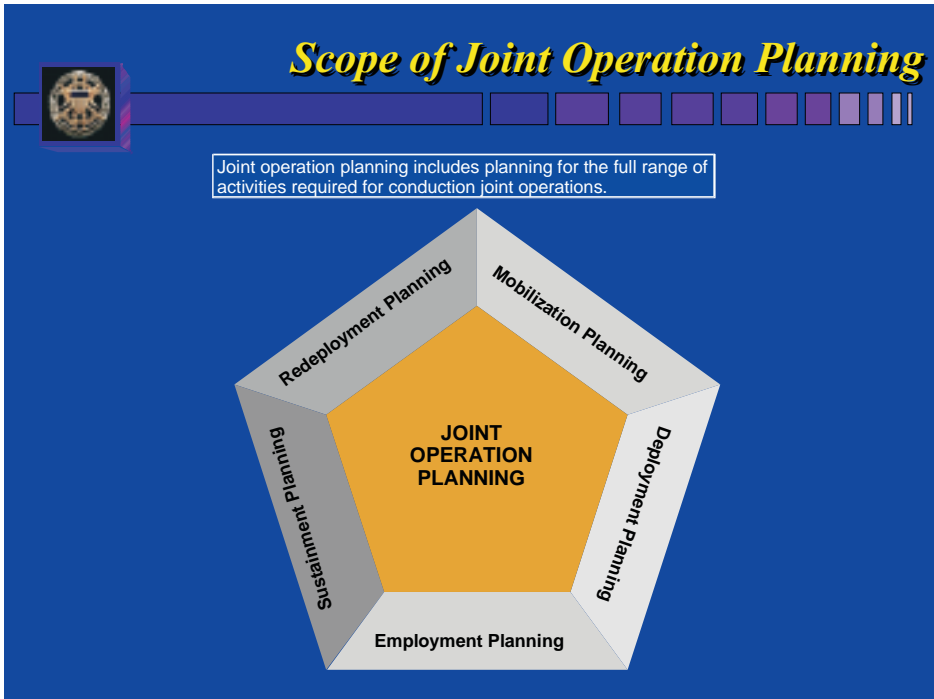 Scope of Joint Operation Planning
Joint operation planning includes planning for the full range of
activities required for conduction joint operations.
Redeployment Planning
Mobilization Planning
JOINT
OPERATION
PLANNING
Sustainment Planning
Deployment Planning
Employment Planning